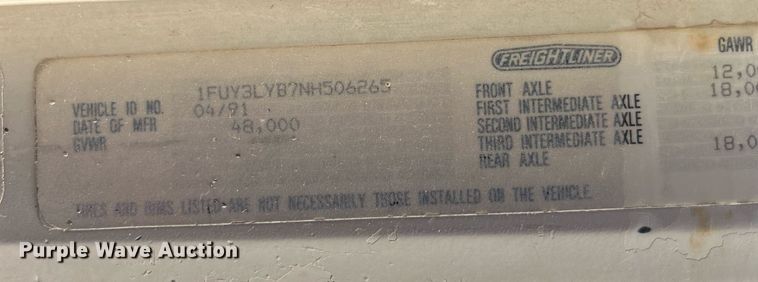 FREIGHTLINER
GAWR
VEHICLE ID NO. 1FUY3LYB7NH506265
DATE OF MFR 04/91
GVWR 48,000
FRONT AXLE 12,0
FIRST INTERMEDIATE AXLE 18,0
SECOND INTERMEDIATE AXLE
THIRD INTERMEDIATE AXLE
REAR AXLE 18,0
TIRES AND RIMS LISTED ARE NOT NECESSARILY THOSE INSTALLED ON THE VEHICLE.
Purple Wave Auction